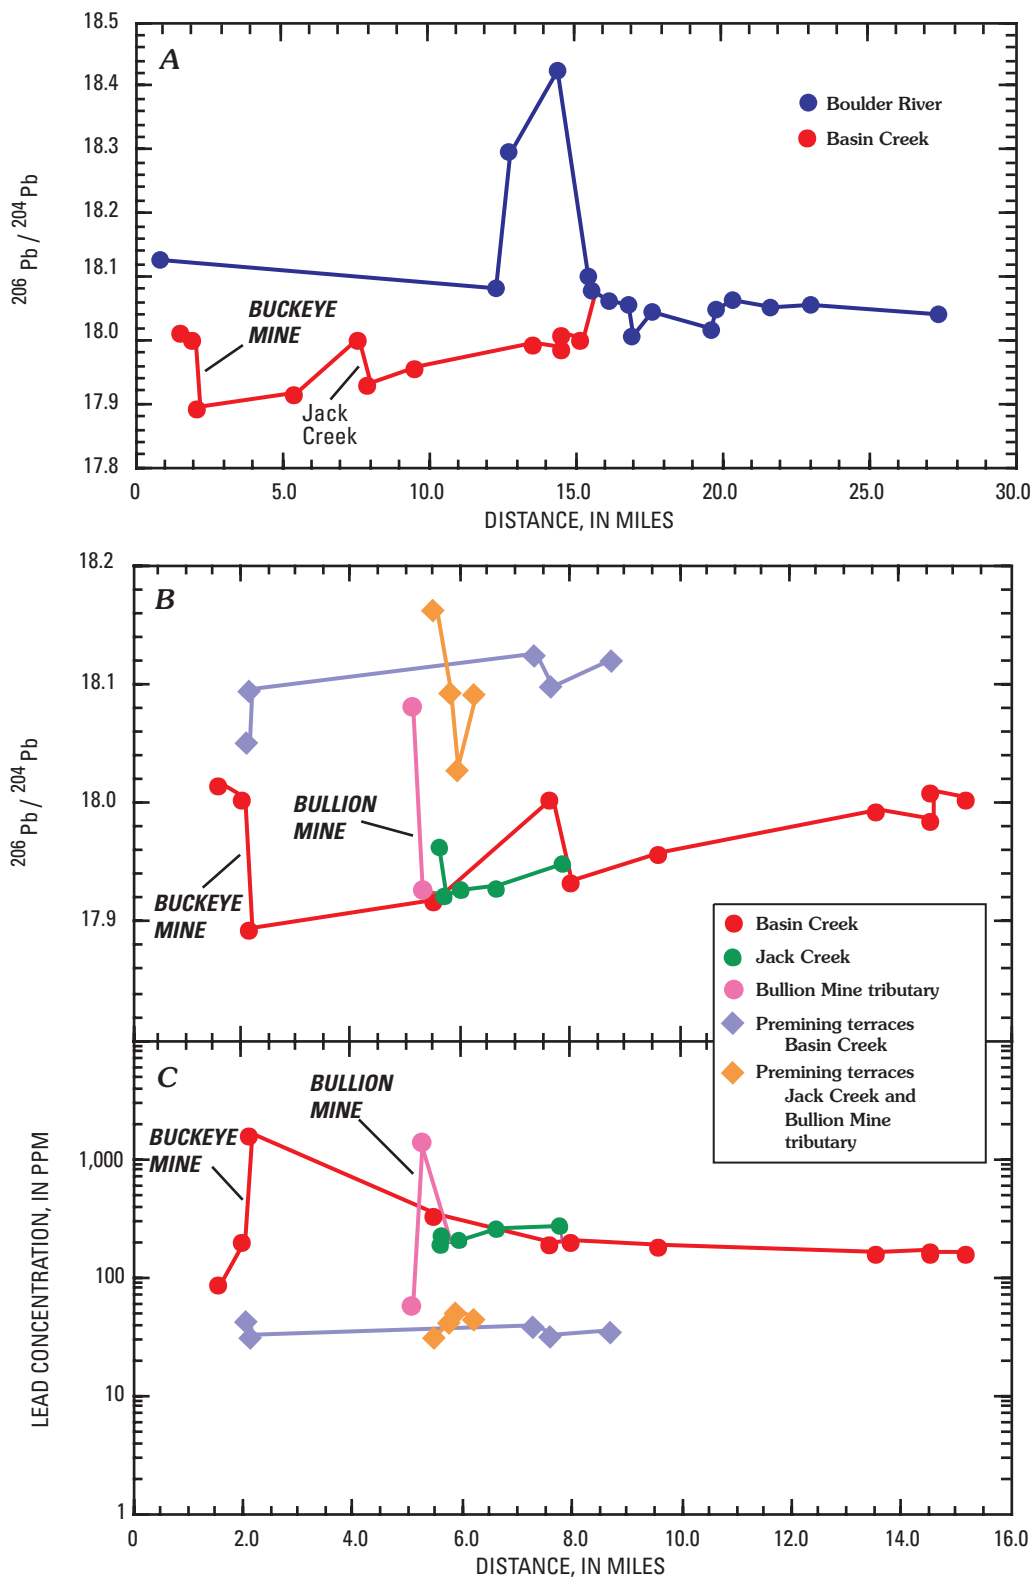 A
18.5
18.4
18.3
18.2
18.1
18.0
17.9
17.8
206 Pb / 204 Pb
Boulder River
Basin Creek
BUCKEYE
MINE
Jack
Creek
0
5.0
10.0
15.0
20.0
25.0
30.0
DISTANCE, IN MILES
B
18.2
18.1
18.0
17.9
206 Pb / 204 Pb
BULLION
MINE
BUCKEYE
MINE
Basin Creek
Jack Creek
Bullion Mine tributary
Premining terraces
Basin Creek
Premining terraces
Jack Creek and
Bullion Mine
tributary
C
BULLION
MINE
BUCKEYE
MINE
1,000
100
10
1
LEAD CONCENTRATION, IN PPM
0
2.0
4.0
6.0
8.0
10.0
12.0
14.0
16.0
DISTANCE, IN MILES